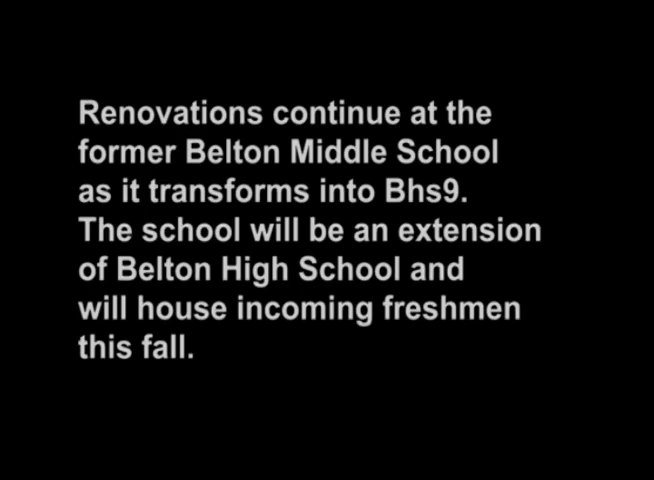 Renovations continue at the
former Belton Middle School
as it transforms into Bhs9.
The school will be an extension
of Belton High School and
will house incoming freshmen
this fall.